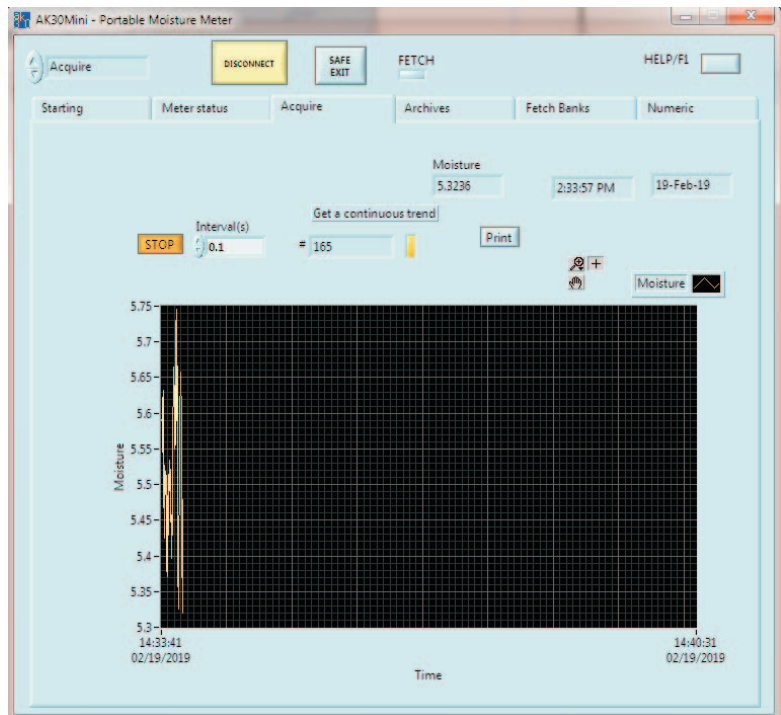 AK30Mini - Portable Moisture Meter
Acquire
DISCONNECT
SAFE
EXIT
FETCH
HELP/F1
Starting
Meter status
Acquire
Archives
Fetch Banks
Numeric
Moisture
5.3236
2:33:57 PM
19-Feb-19
Get a continuous trend
STOP
Interval(s)
0.1
# 165
Print
Moisture
5.75
5.7
5.65
5.6
5.55
5.5
5.45
5.4
5.35
5.3
Moisture
14:33:41
02/19/2019
14:40:31
02/19/2019
Time